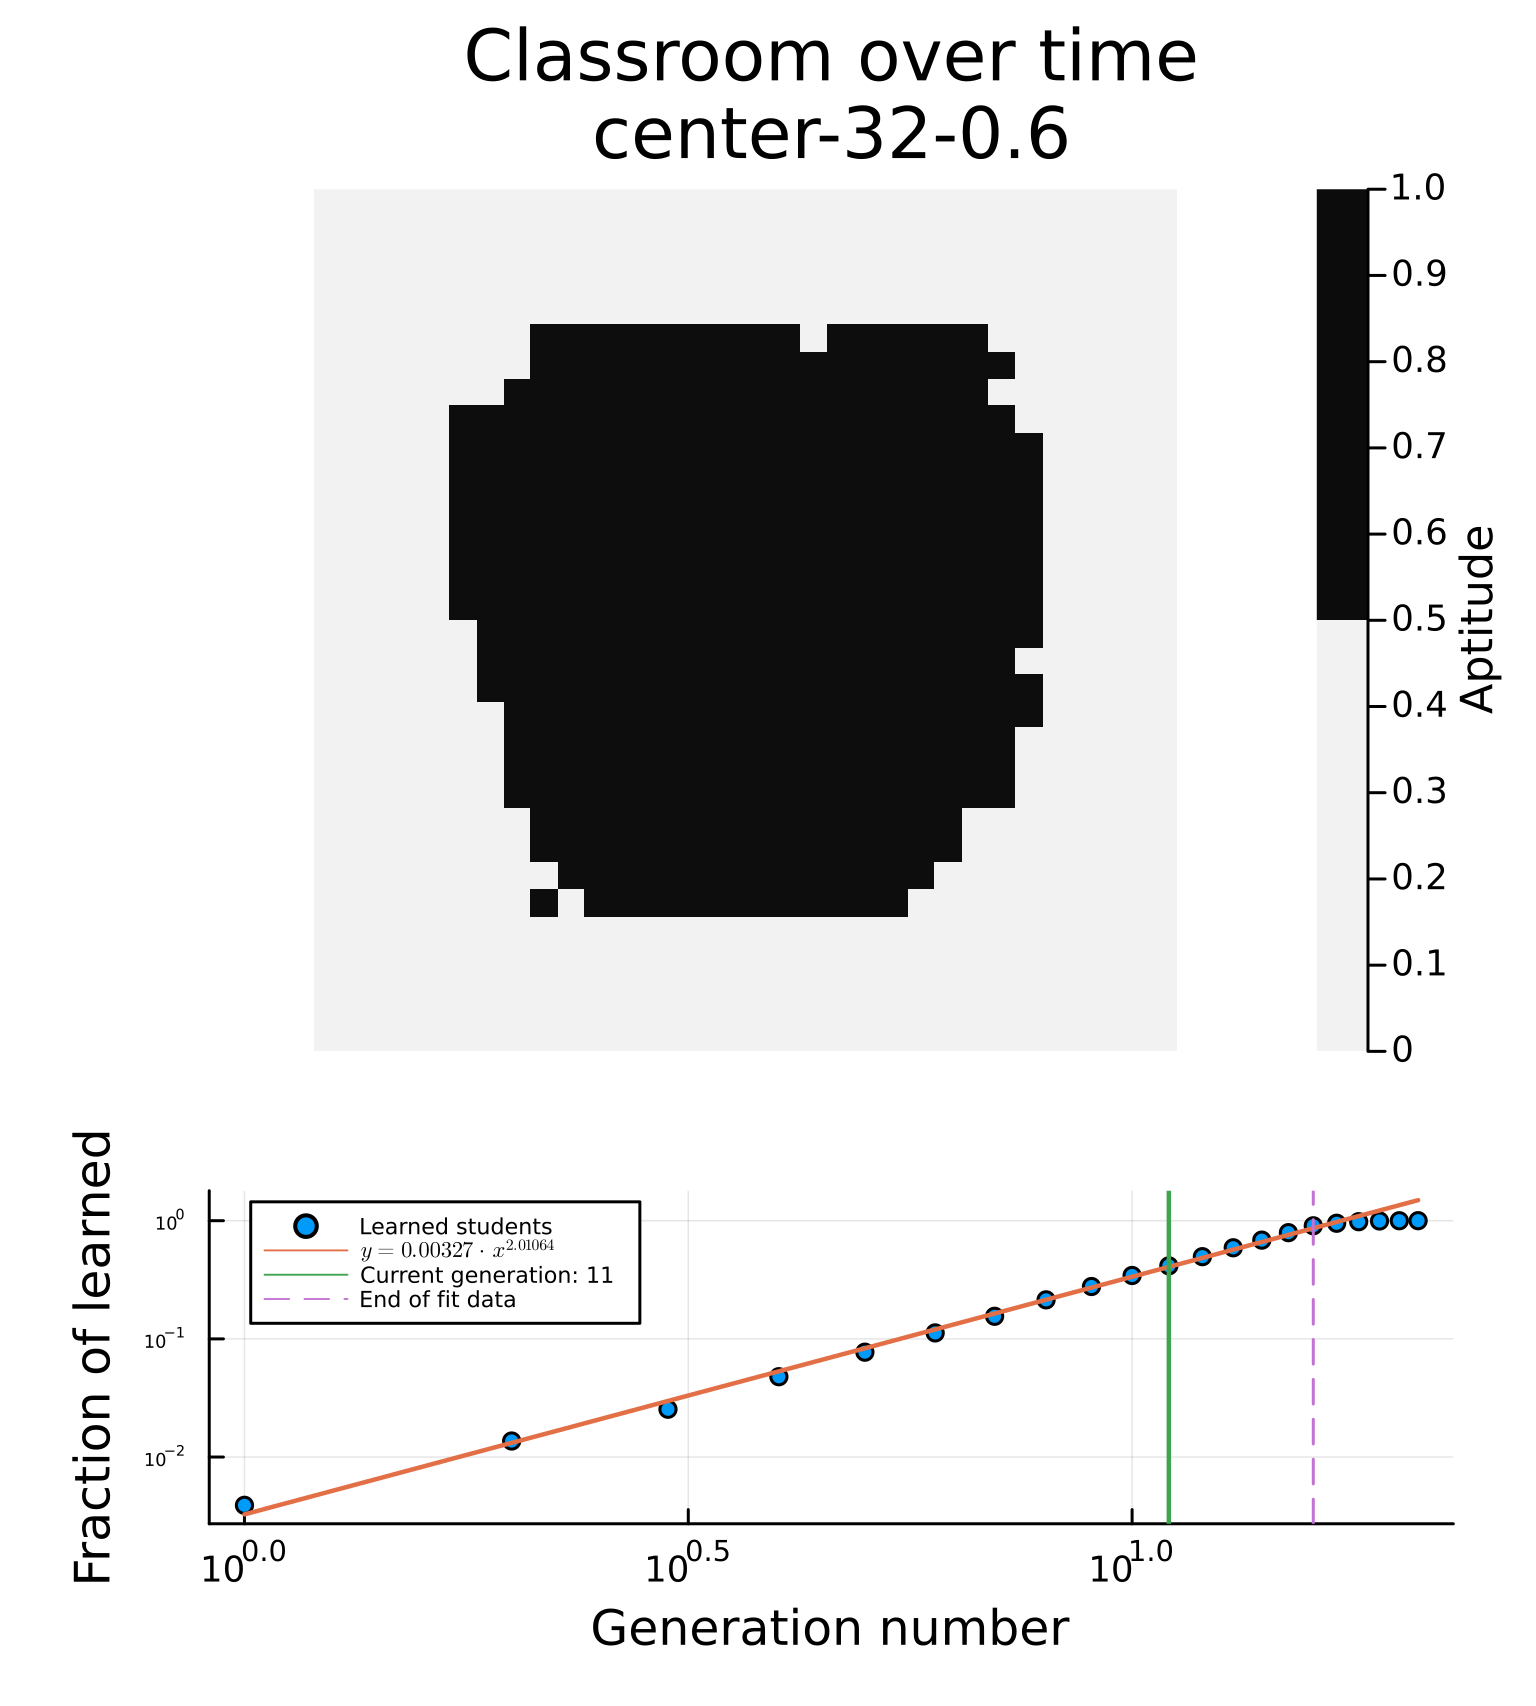 Classroom over time
center-32-0.6
1.0
0.9
0.8
0.7
0.6
0.5
0.4
0.3
0.2
0.1
0
Aptitude
Fraction of learned
10⁰
10⁻¹
10⁻²
Learned students
y = 0.00327 · x^2.01064
Current generation: 11
End of fit data
10^0.0
10^0.5
10^1.0
Generation number